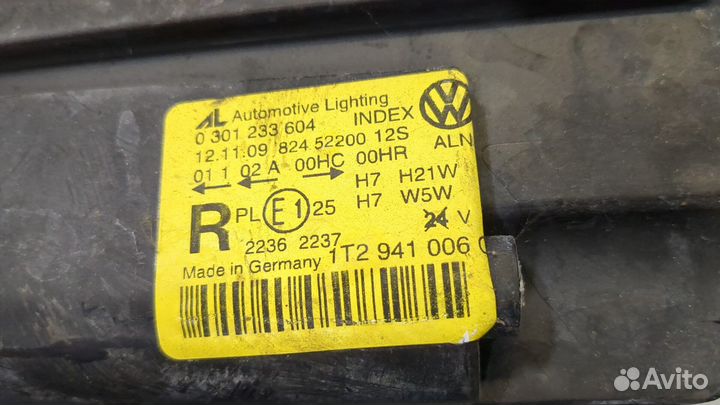 AL Automotive Lighting
0 301 233 604 INDEX VW
12.11.09 824 52200 12S ALN
01 1 02 A 00HC 00HR
H7 H21W
H7 W5W
R PL E1 25 24 V
2236 2237
Made in Germany 1T2 941 006
Avito